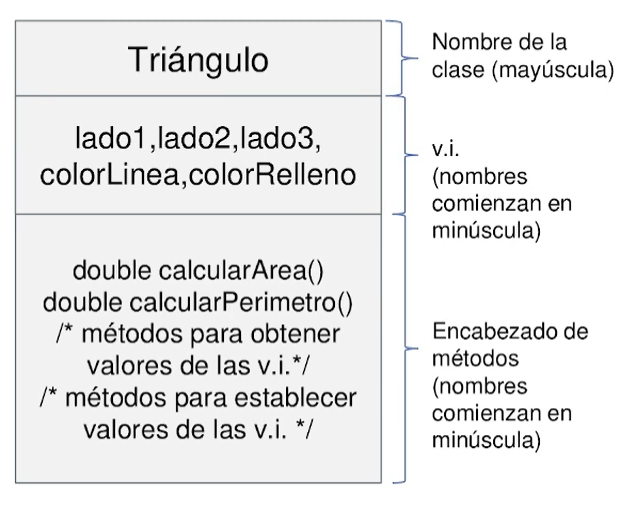 Triángulo
Nombre de la
clase (mayúscula)
lado1,lado2,lado3,
colorLinea,colorRelleno
v.i.
(nombres
comienzan en
minúscula)
double calcularArea()
double calcularPerimetro()
/* métodos para obtener
valores de las v.i.*/
/* métodos para establecer
valores de las v.i. */
Encabezado de
métodos
(nombres
comienzan en
minúscula)